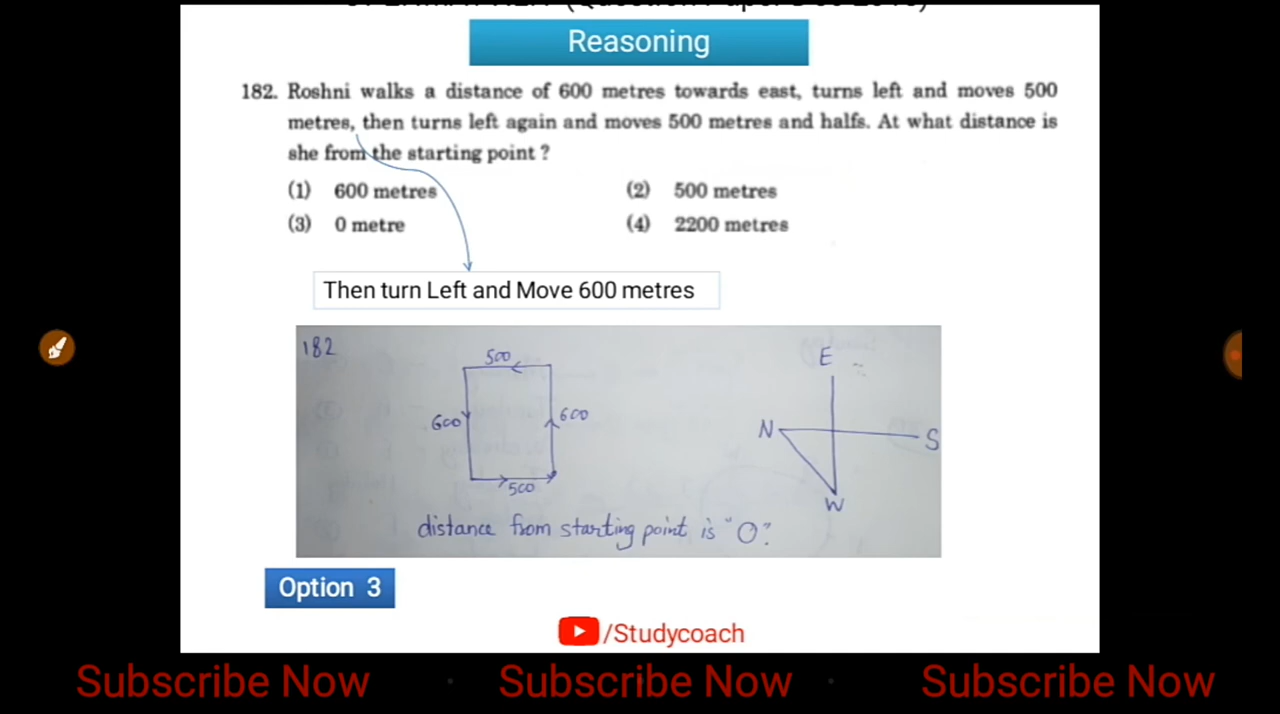 Reasoning
182. Roshni walks a distance of 600 metres towards east, turns left and moves 500
metres, then turns left again and moves 500 metres and halfs. At what distance is
she from the starting point ?
(1) 600 metres (2) 500 metres
(3) 0 metre (4) 2200 metres
Then turn Left and Move 600 metres
182
500
600
600
500
E
N
S
W
distance from starting point is "O".
Option 3
/Studycoach
Subscribe Now · Subscribe Now · Subscribe Now